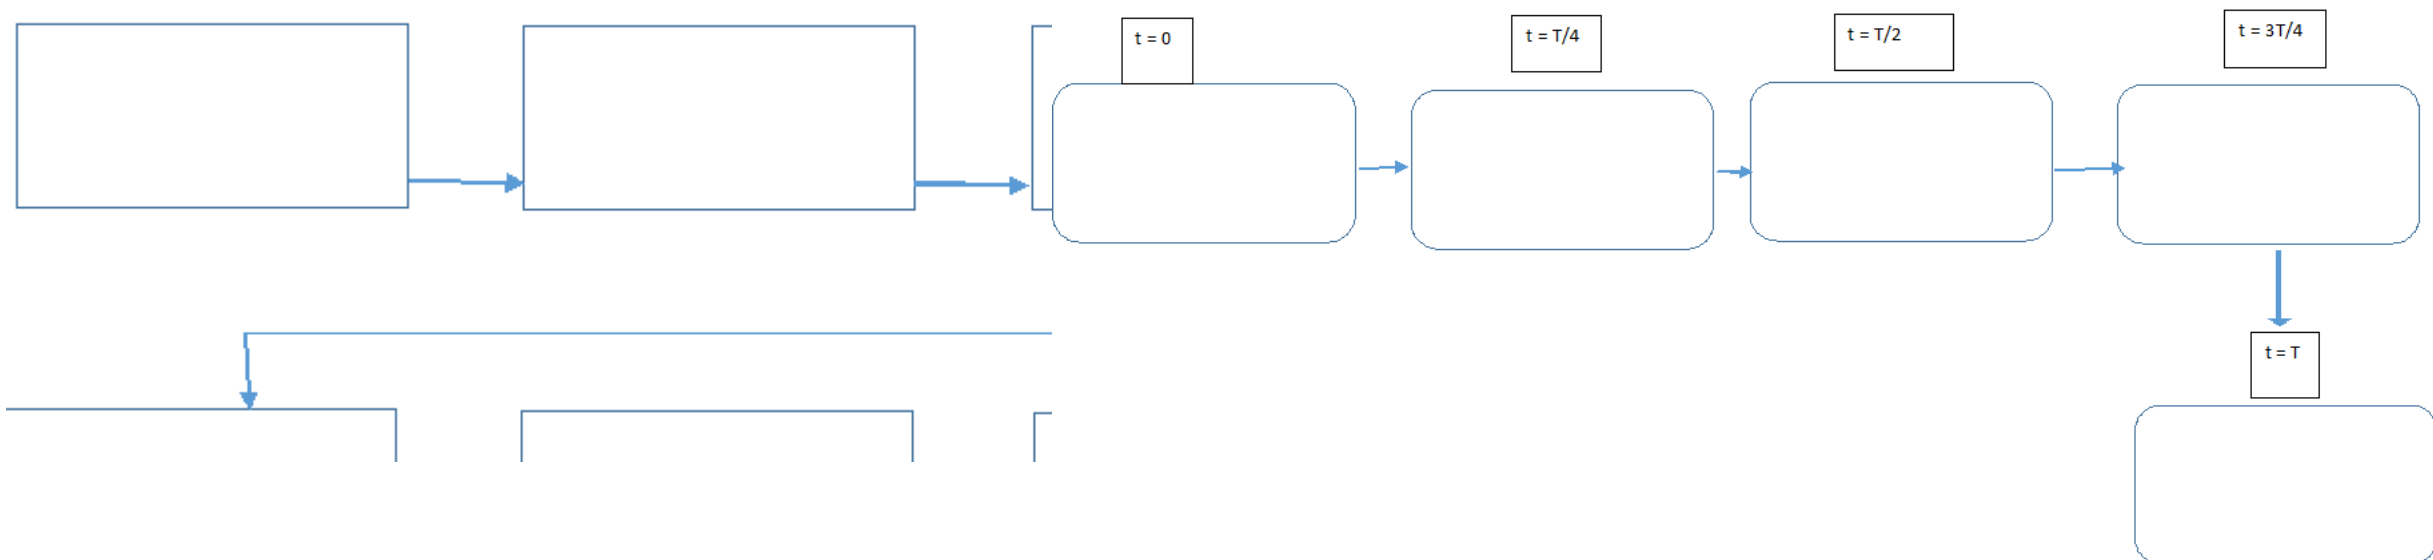 t = 0
t = T/4
t = T/2
t = 3T/4
t = T